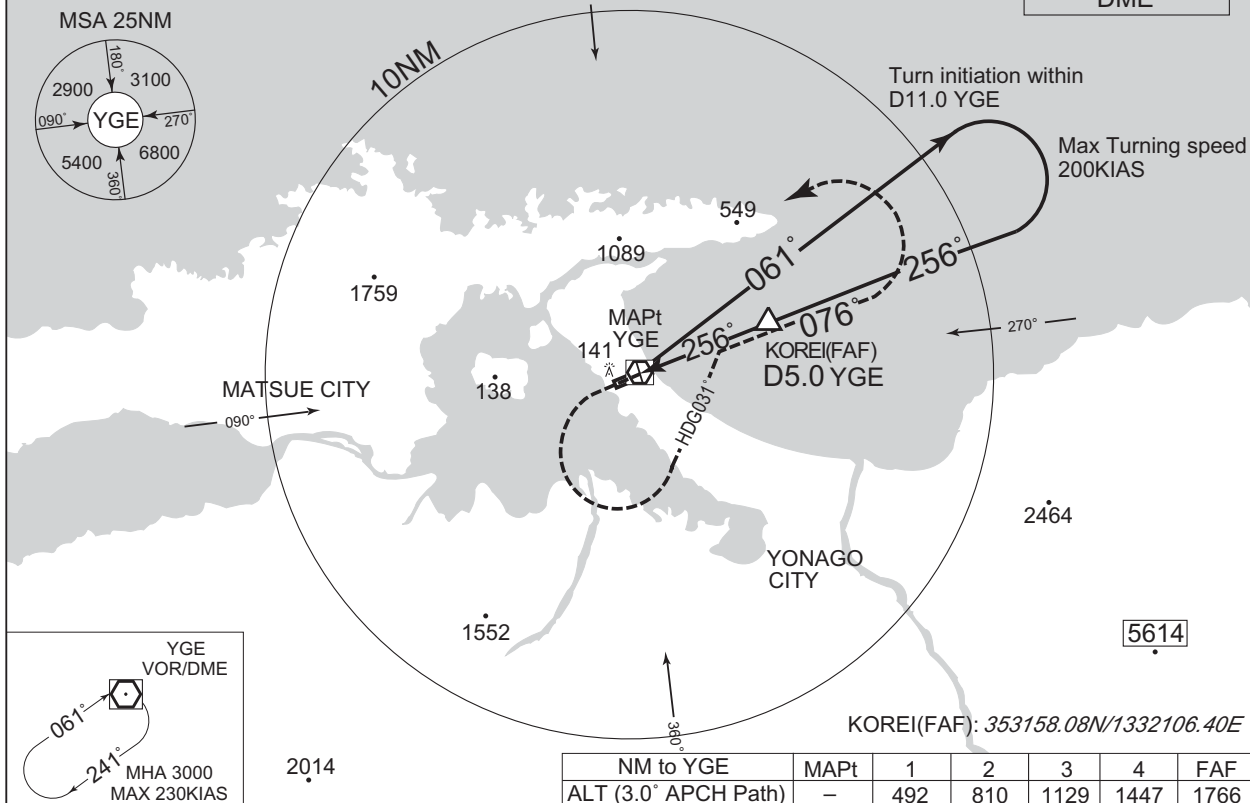 DME
MSA 25NM
180°
2900
3100
090°
YGE
270°
5400
6800
360°
10NM
Turn initiation within
D11.0 YGE
Max Turning speed
200KIAS
549
1089
061°
256°
1759
MAPt
YGE
256°
076°
270°
141
KOREI(FAF)
D5.0 YGE
MATSUE CITY
138
090°
HDG031°
2464
YONAGO
CITY
1552
5614
YGE
VOR/DME
061°
241°
MHA 3000
MAX 230KIAS
360°
KOREI(FAF): 353158.08N/1332106.40E
2014
NM to YGE MAPt 1 2 3 4 FAF
ALT (3.0° APCH Path) – 492 810 1129 1447 1766